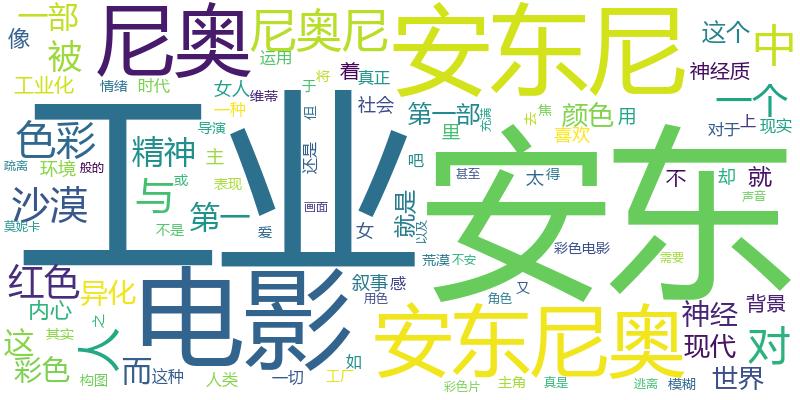 一部
像
被
尼奥
尼奥尼
安东尼
这个
中
工业化
情绪
时代
运用
着
真正
神经质
女人
维蒂
于
将
一个
一种
但
社会
第一部
颜色
用
对于
上
现实
工业
色彩
精神
导演
还是
里
充满
去
焦
喜欢
安东
疏离
环境
般的
主
或
表现
吧
甚至
太
得
不
却
就
声音
沙漠
与
第一
画面
就是
以及
莫妮卡
不是
爱
女
彩色电影
红色
异化
电影
荒漠
不安
需要
叙事
感
用色
角色
又
内心
之
人
安东尼奥
神经
背景
现代
对
这
其实
彩色
构图
而
这种
人类
一切
工厂
如
彩色片
主角
真是
逃离
模糊
世界